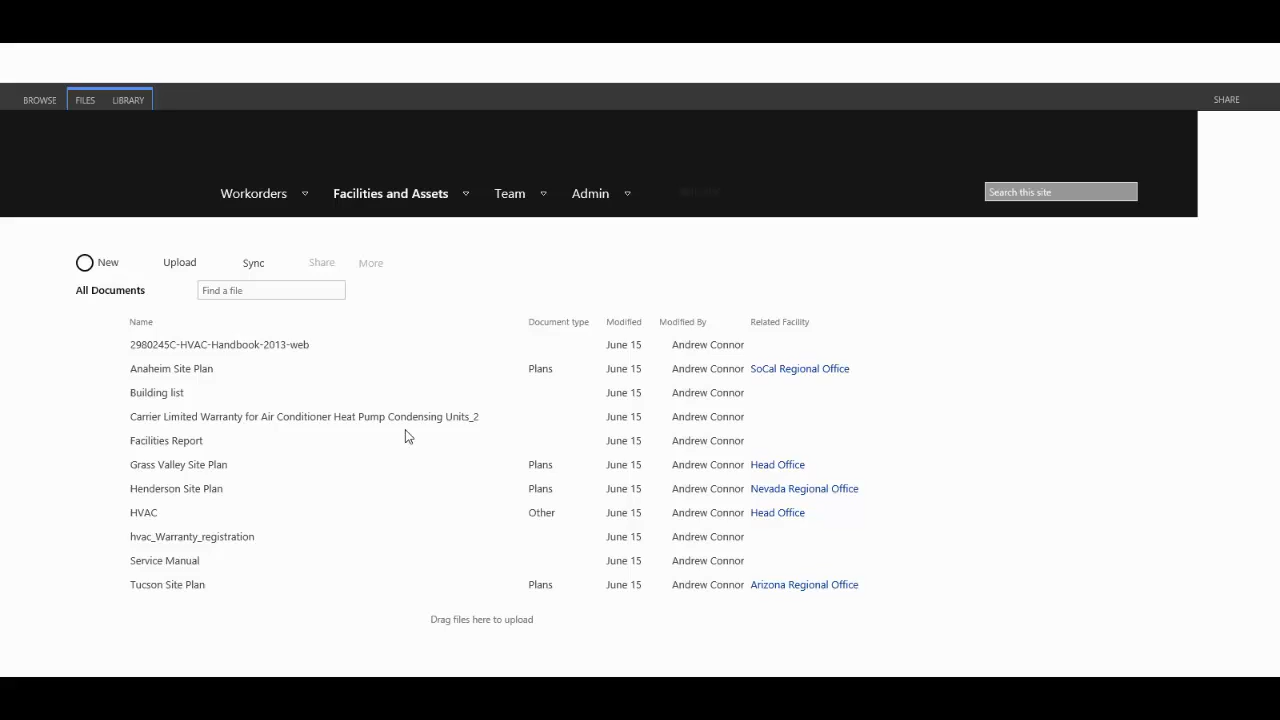 BROWSE FILES LIBRARY SHARE
Workorders Facilities and Assets Team Admin Search this site
New Upload Sync Share More
All Documents Find a file
Name Document type Modified Modified By Related Facility
2980245C-HVAC-Handbook-2013-web June 15 Andrew Connor
Anaheim Site Plan Plans June 15 Andrew Connor SoCal Regional Office
Building list June 15 Andrew Connor
Carrier Limited Warranty for Air Conditioner Heat Pump Condensing Units_2 June 15 Andrew Connor
Facilities Report June 15 Andrew Connor
Grass Valley Site Plan Plans June 15 Andrew Connor Head Office
Henderson Site Plan Plans June 15 Andrew Connor Nevada Regional Office
HVAC Other June 15 Andrew Connor Head Office
hvac_Warranty_registration June 15 Andrew Connor
Service Manual June 15 Andrew Connor
Tucson Site Plan Plans June 15 Andrew Connor Arizona Regional Office
Drag files here to upload